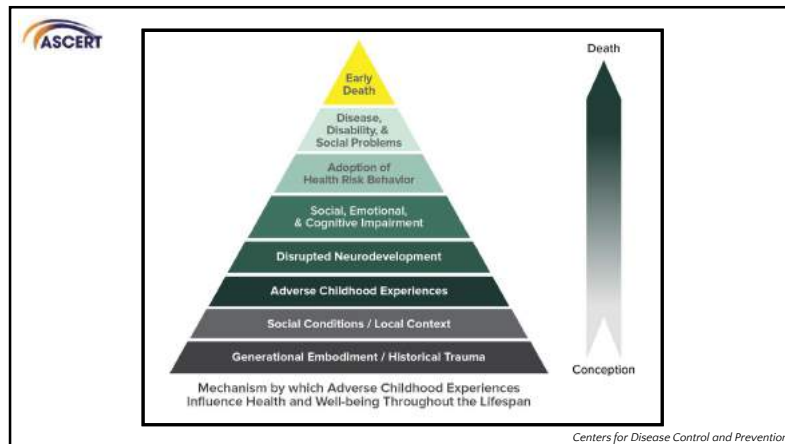 ASCERT
Early
Death
Disease,
Disability, &
Social Problems
Adoption of
Health Risk Behavior
Social, Emotional,
& Cognitive Impairment
Disrupted Neurodevelopment
Adverse Childhood Experiences
Social Conditions / Local Context
Generational Embodiment / Historical Trauma
Mechanism by which Adverse Childhood Experiences
Influence Health and Well-being Throughout the Lifespan
Death
Conception
Centers for Disease Control and Prevention